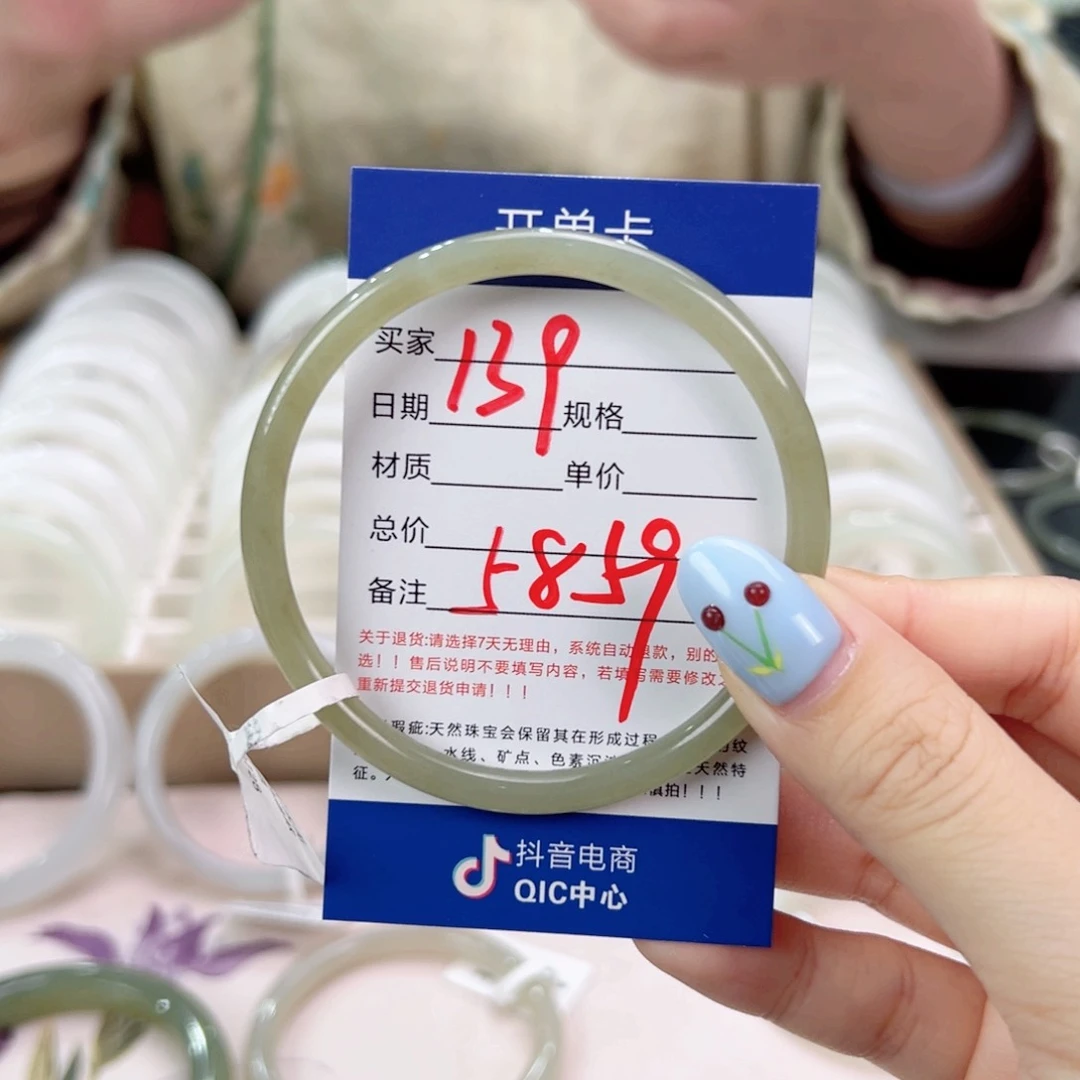 开单卡
买家 139
日期 规格
材质 单价
总价 5859
备注
关于退货:请选择7天无理由，系统自动退款，别的
选！！售后说明不要填写内容，若填写需要修改
重新提交退货申请！！！
瑕疵:天然珠宝会保留其在形成过程 纹
水线、矿点、色素沉 天然特
征。 慎拍！！！
抖音电商
QIC中心